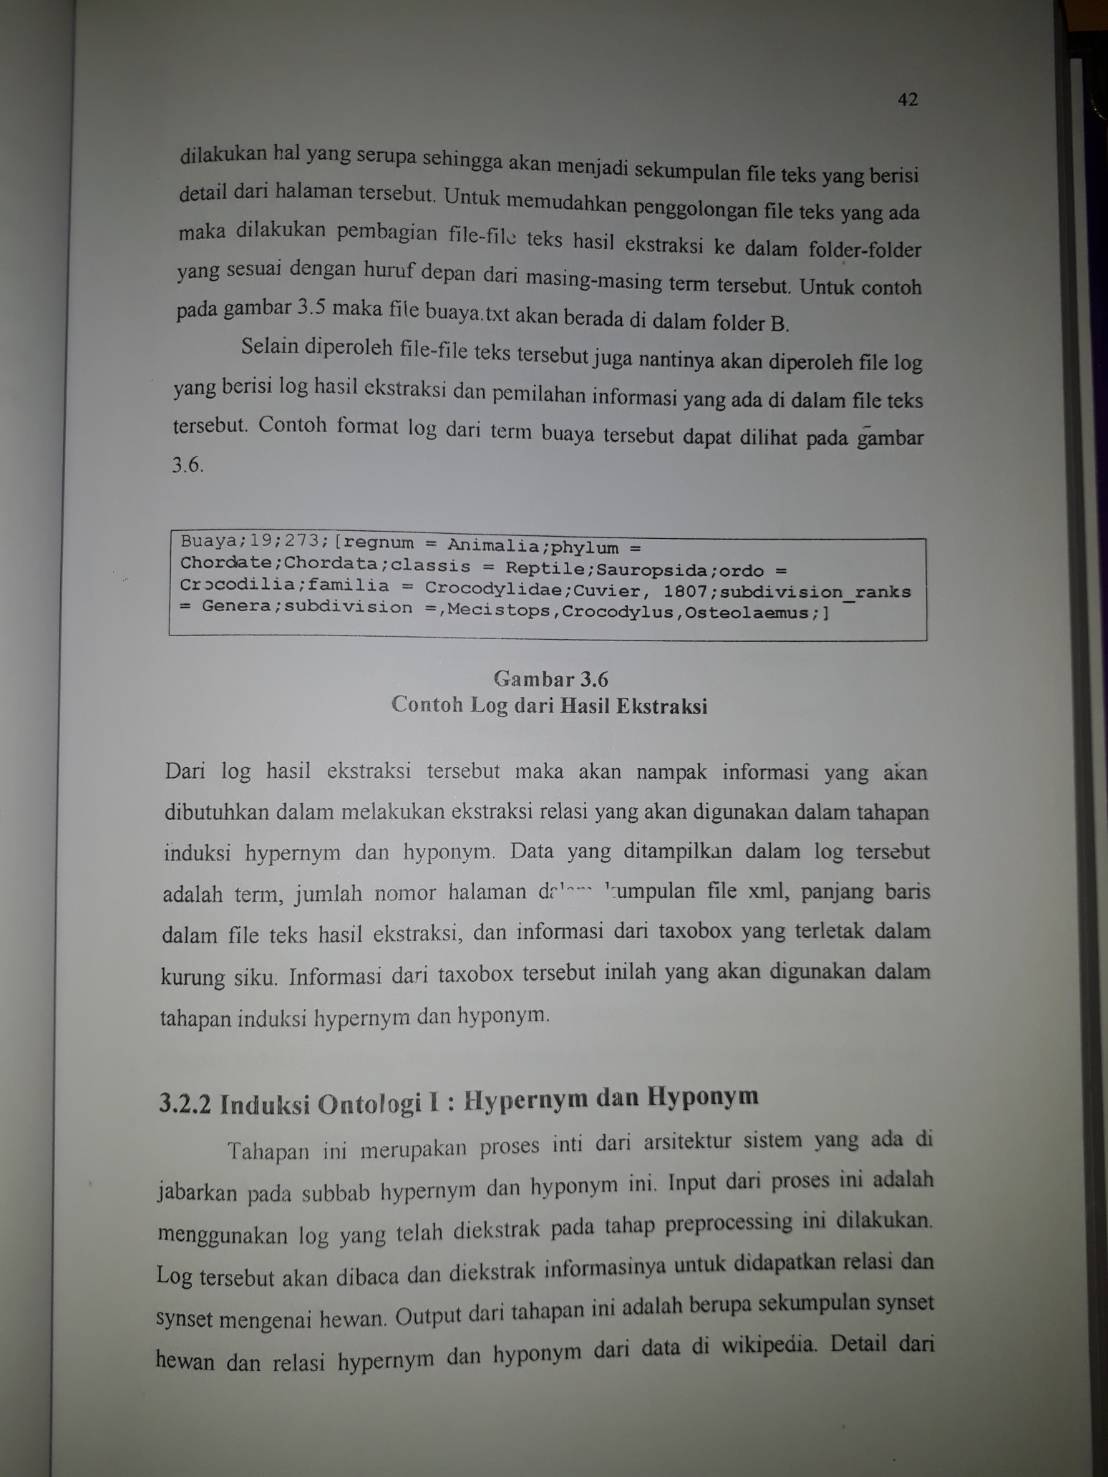 42
dilakukan hal yang serupa sehingga akan menjadi sekumpulan file teks yang berisi
detail dari halaman tersebut. Untuk memudahkan penggolongan file teks yang ada
maka dilakukan pembagian file-file teks hasil ekstraksi ke dalam folder-folder
yang sesuai dengan huruf depan dari masing-masing term tersebut. Untuk contoh
pada gambar 3.5 maka file buaya.txt akan berada di dalam folder B.
Selain diperoleh file-file teks tersebut juga nantinya akan diperoleh file log
yang berisi log hasil ekstraksi dan pemilahan informasi yang ada di dalam file teks
tersebut. Contoh format log dari term buaya tersebut dapat dilihat pada gambar
3.6.
Buaya;19;273;[regnum = Animalia;phylum =
Chordate;Chordata;classis = Reptile;Sauropsida;ordo =
Crocodilia;familia = Crocodylidae;Cuvier, 1807;subdivision_ranks
= Genera;subdivision =,Mecistops,Crocodylus,Osteolaemus;]
Gambar 3.6
Contoh Log dari Hasil Ekstraksi
Dari log hasil ekstraksi tersebut maka akan nampak informasi yang akan
dibutuhkan dalam melakukan ekstraksi relasi yang akan digunakan dalam tahapan
induksi hypernym dan hyponym. Data yang ditampilkan dalam log tersebut
adalah term, jumlah nomor halaman file xml, panjang baris
dalam file teks hasil ekstraksi, dan informasi dari taxobox yang terletak dalam
kurung siku. Informasi dari taxobox tersebut inilah yang akan digunakan dalam
tahapan induksi hypernym dan hyponym.
3.2.2 Induksi Ontologi I : Hypernym dan Hyponym
Tahapan ini merupakan proses inti dari arsitektur sistem yang ada di
jabarkan pada subbab hypernym dan hyponym ini. Input dari proses ini adalah
menggunakan log yang telah diekstrak pada tahap preprocessing ini dilakukan.
Log tersebut akan dibaca dan diekstrak informasinya untuk didapatkan relasi dan
synset mengenai hewan. Output dari tahapan ini adalah berupa sekumpulan synset
hewan dan relasi hypernym dan hyponym dari data di wikipedia. Detail dari